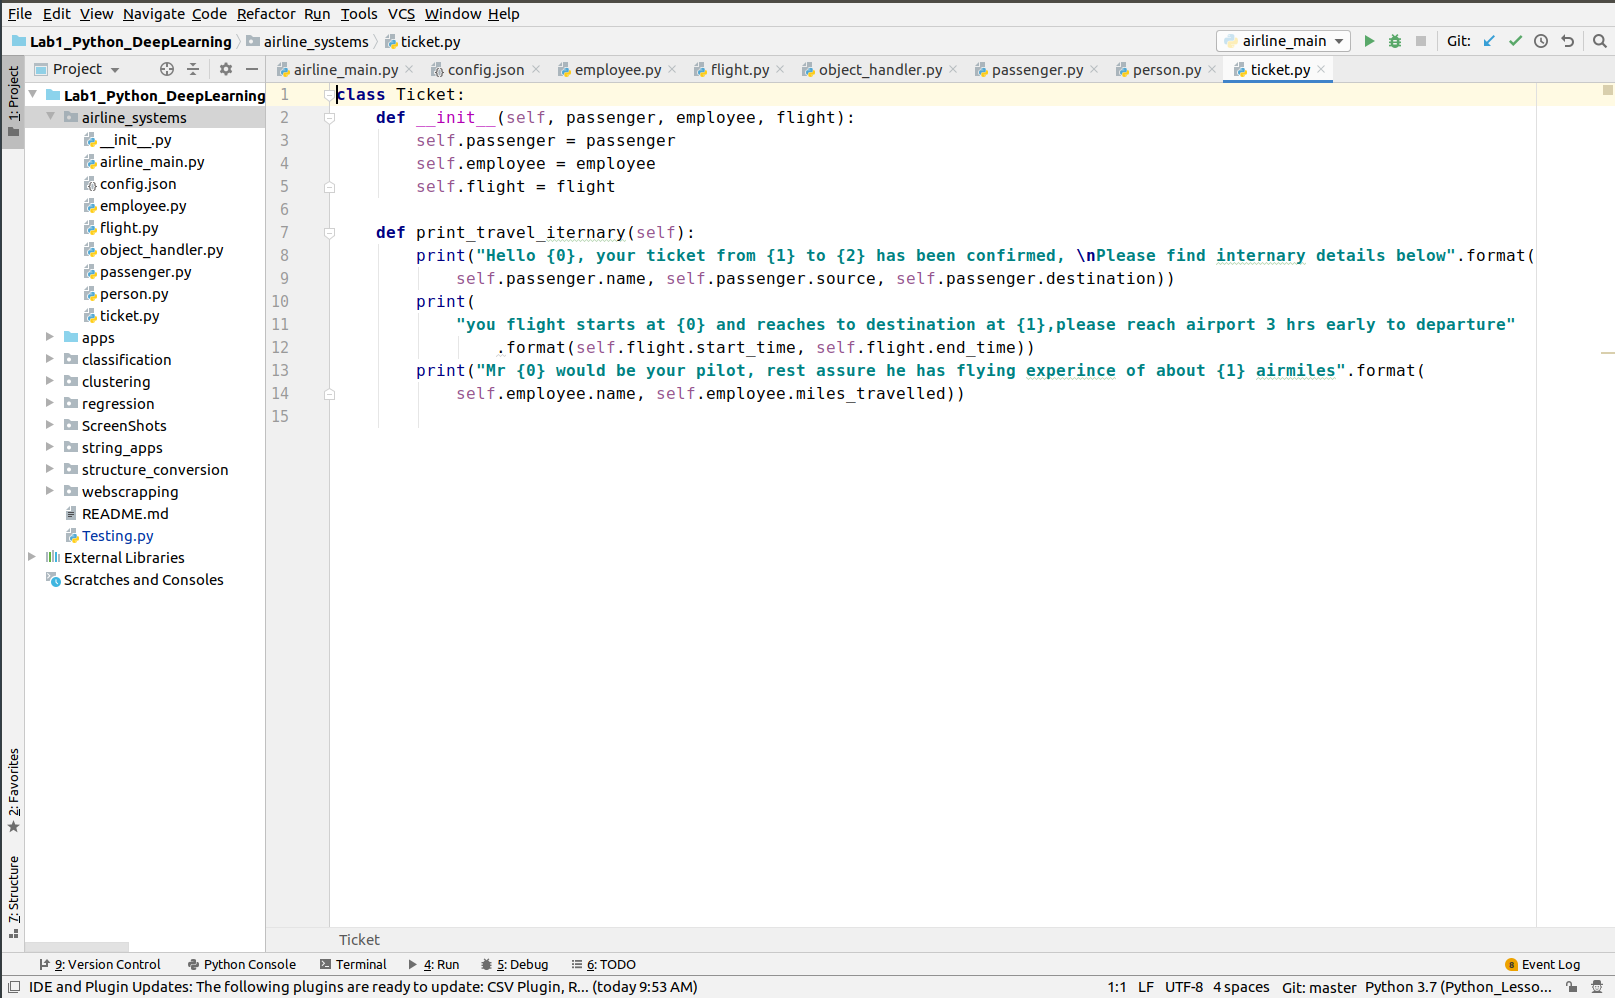 File Edit View Navigate Code Refactor Run Tools VCS Window Help
Lab1_Python_DeepLearning airline_systems ticket.py airline_main Git:
1: Project
Project
airline_main.py config.json employee.py flight.py object_handler.py passenger.py person.py ticket.py
Lab1_Python_DeepLearning
airline_systems
__init__.py
airline_main.py
config.json
employee.py
flight.py
object_handler.py
passenger.py
person.py
ticket.py
apps
classification
clustering
regression
ScreenShots
string_apps
structure_conversion
webscrapping
README.md
Testing.py
External Libraries
Scratches and Consoles
1 class Ticket:
2 def __init__(self, passenger, employee, flight):
3 self.passenger = passenger
4 self.employee = employee
5 self.flight = flight
6
7 def print_travel_iternary(self):
8 print("Hello {0}, your ticket from {1} to {2} has been confirmed, \nPlease find internary details below".format(
9 self.passenger.name, self.passenger.source, self.passenger.destination))
10 print(
11 "you flight starts at {0} and reaches to destination at {1},please reach airport 3 hrs early to departure"
12 .format(self.flight.start_time, self.flight.end_time))
13 print("Mr {0} would be your pilot, rest assure he has flying experince of about {1} airmiles".format(
14 self.employee.name, self.employee.miles_travelled))
15
2: Favorites
7: Structure
Ticket
9: Version Control Python Console Terminal 4: Run 5: Debug 6: TODO 8 Event Log
IDE and Plugin Updates: The following plugins are ready to update: CSV Plugin, R... (today 9:53 AM) 1:1 LF UTF-8 4 spaces Git: master Python 3.7 (Python_Lesso...